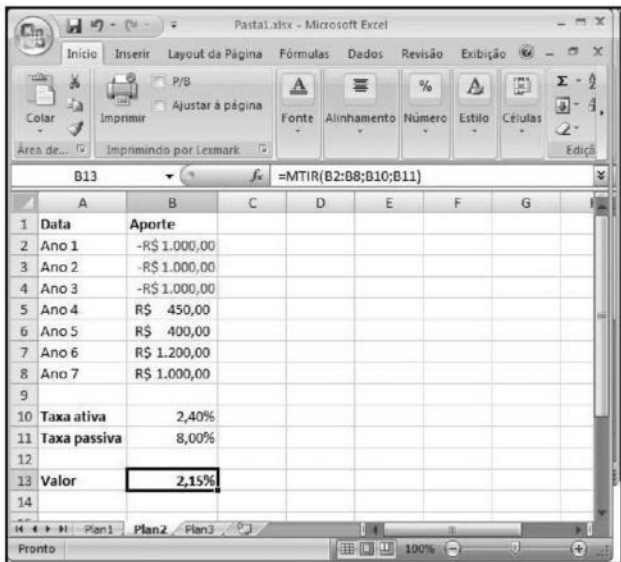 Pasta1.xlsx - Microsoft Excel
Início Inserir Layout da Página Fórmulas Dados Revisão Exibição
Colar
Imprimir
P/B
Ajustar à página
Fonte Alinhamento Número Estilo Células
Área de... Imprimindo por Lexmark Ediçã
B13 fx =MTIR(B2:B8;B10;B11)
A B C D E F G
1 Data Aporte
2 Ano 1 -R$ 1.000,00
3 Ano 2 -R$ 1.000,00
4 Ano 3 -R$ 1.000,00
5 Ano 4 R$ 450,00
6 Ano 5 R$ 400,00
7 Ano 6 R$ 1.200,00
8 Ano 7 R$ 1.000,00
9
10 Taxa ativa 2,40%
11 Taxa passiva 8,00%
12
13 Valor 2,15%
14
Plan1 Plan2 Plan3
Pronto 100%